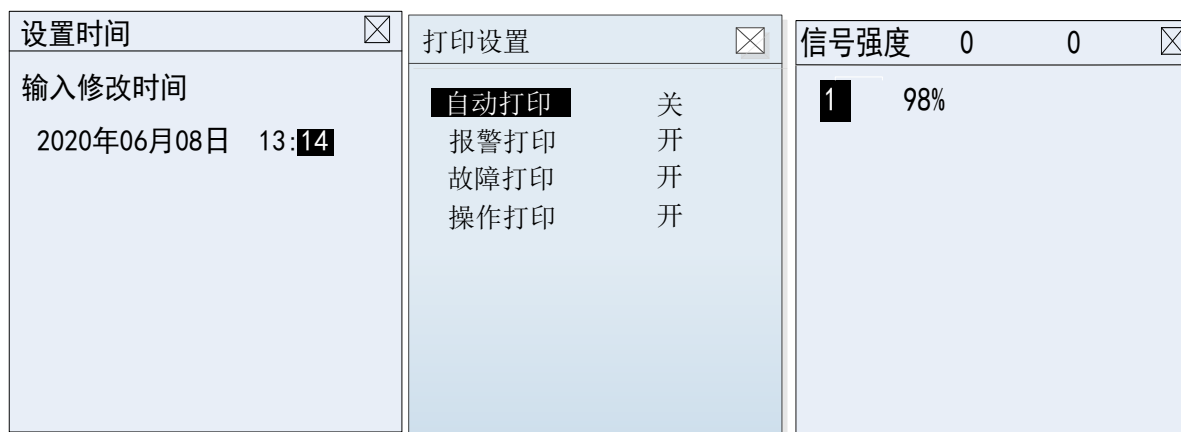 设置时间
输入修改时间
2020年06月08日 13:14
打印设置
自动打印 关
报警打印 开
故障打印 开
操作打印 开
信号强度 0 0
1 98%